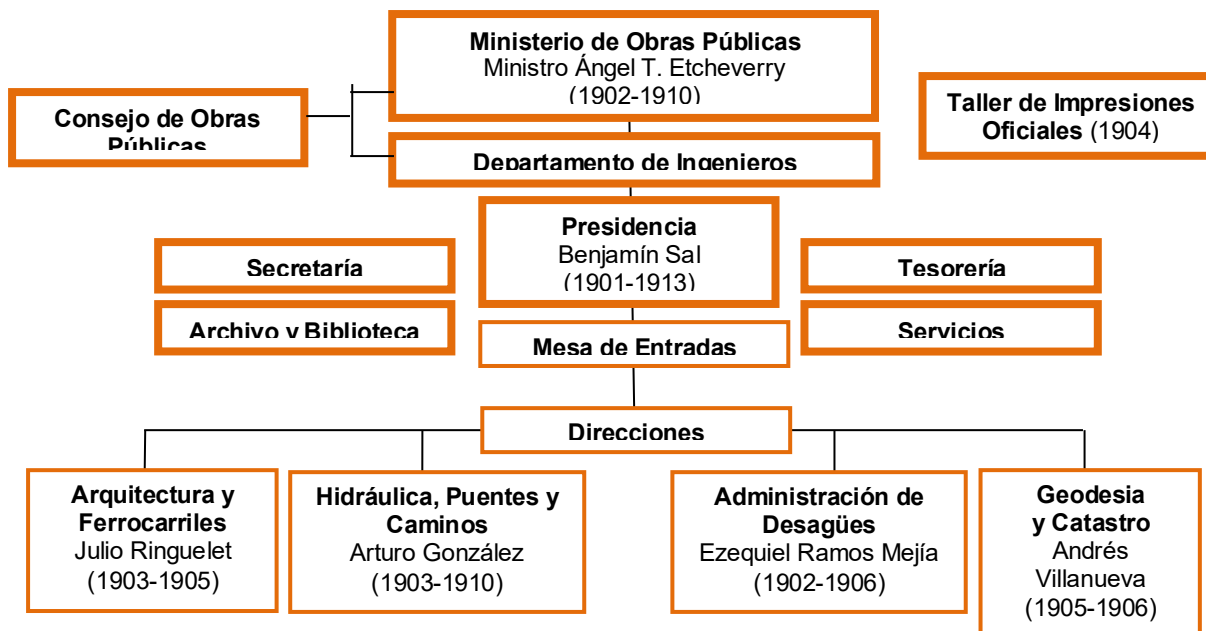 Ministerio de Obras Públicas
Ministro Ángel T. Etcheverry
(1902-1910)
Consejo de Obras
Públicas
Taller de Impresiones
Oficiales (1904)
Departamento de Ingenieros
Presidencia
Benjamín Sal
(1901-1913)
Secretaría
Tesorería
Archivo y Biblioteca
Servicios
Mesa de Entradas
Direcciones
Arquitectura y
Ferrocarriles
Julio Ringuelet
(1903-1905)
Hidráulica, Puentes y
Caminos
Arturo González
(1903-1910)
Administración de
Desagües
Ezequiel Ramos Mejía
(1902-1906)
Geodesia
y Catastro
Andrés
Villanueva
(1905-1906)